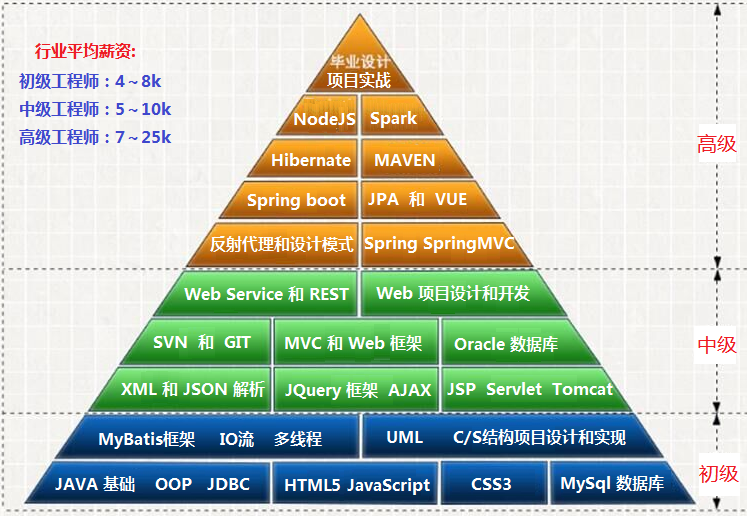 行业平均薪资:
初级工程师：4～8k
中级工程师：5～10k
高级工程师：7～25k
毕业设计
项目实战
NodeJS Spark
Hibernate MAVEN
Spring boot JPA 和 VUE
反射代理和设计模式 Spring SpringMVC
高级
Web Service 和 REST Web 项目设计和开发
SVN 和 GIT MVC 和 Web 框架 Oracle 数据库
XML 和 JSON 解析 JQuery 框架 AJAX JSP Servlet Tomcat
中级
MyBatis框架 IO流 多线程 UML C/S结构项目设计和实现
JAVA 基础 OOP JDBC HTML5 JavaScript CSS3 MySql 数据库
初级